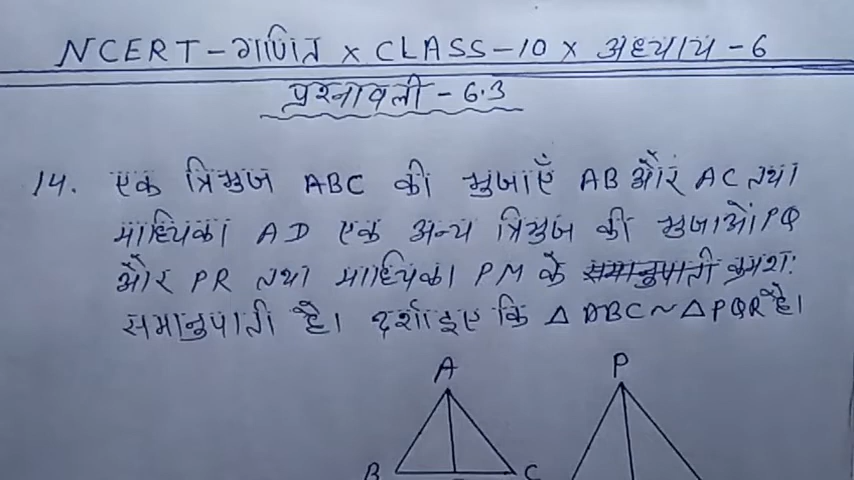 NCERT - गणित × CLASS - 10 × अध्याय - 6
प्रश्नावली - 6.3
14. एक त्रिभुज ABC की भुजाएँ AB और AC तथा
माध्यिका AD एक अन्य त्रिभुज की भुजाओं PQ
और PR तथा माध्यिका PM के समानुपाती क्रमश:
समानुपाती है। दर्शाइए कि △ ABC ~ △ PQR है।
A P
B C